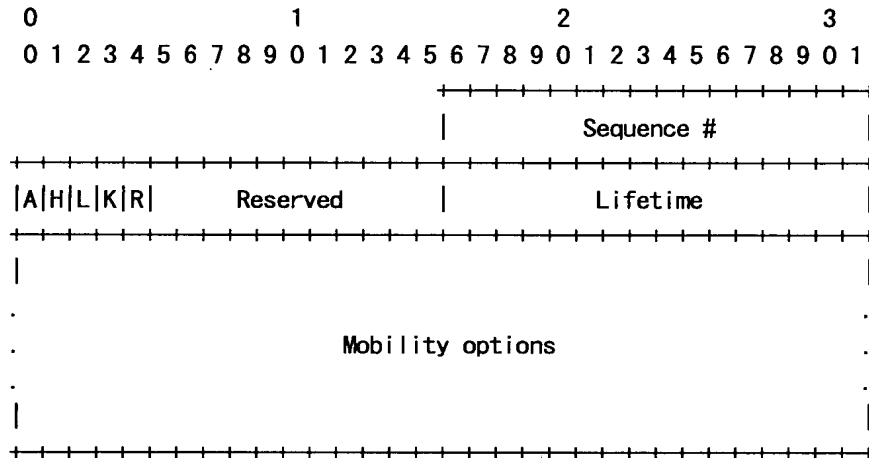 0 1 2 3
0 1 2 3 4 5 6 7 8 9 0 1 2 3 4 5 6 7 8 9 0 1 2 3 4 5 6 7 8 9 0 1
| Sequence # |
|A|H|L|K|R| Reserved | Lifetime |
Mobility options